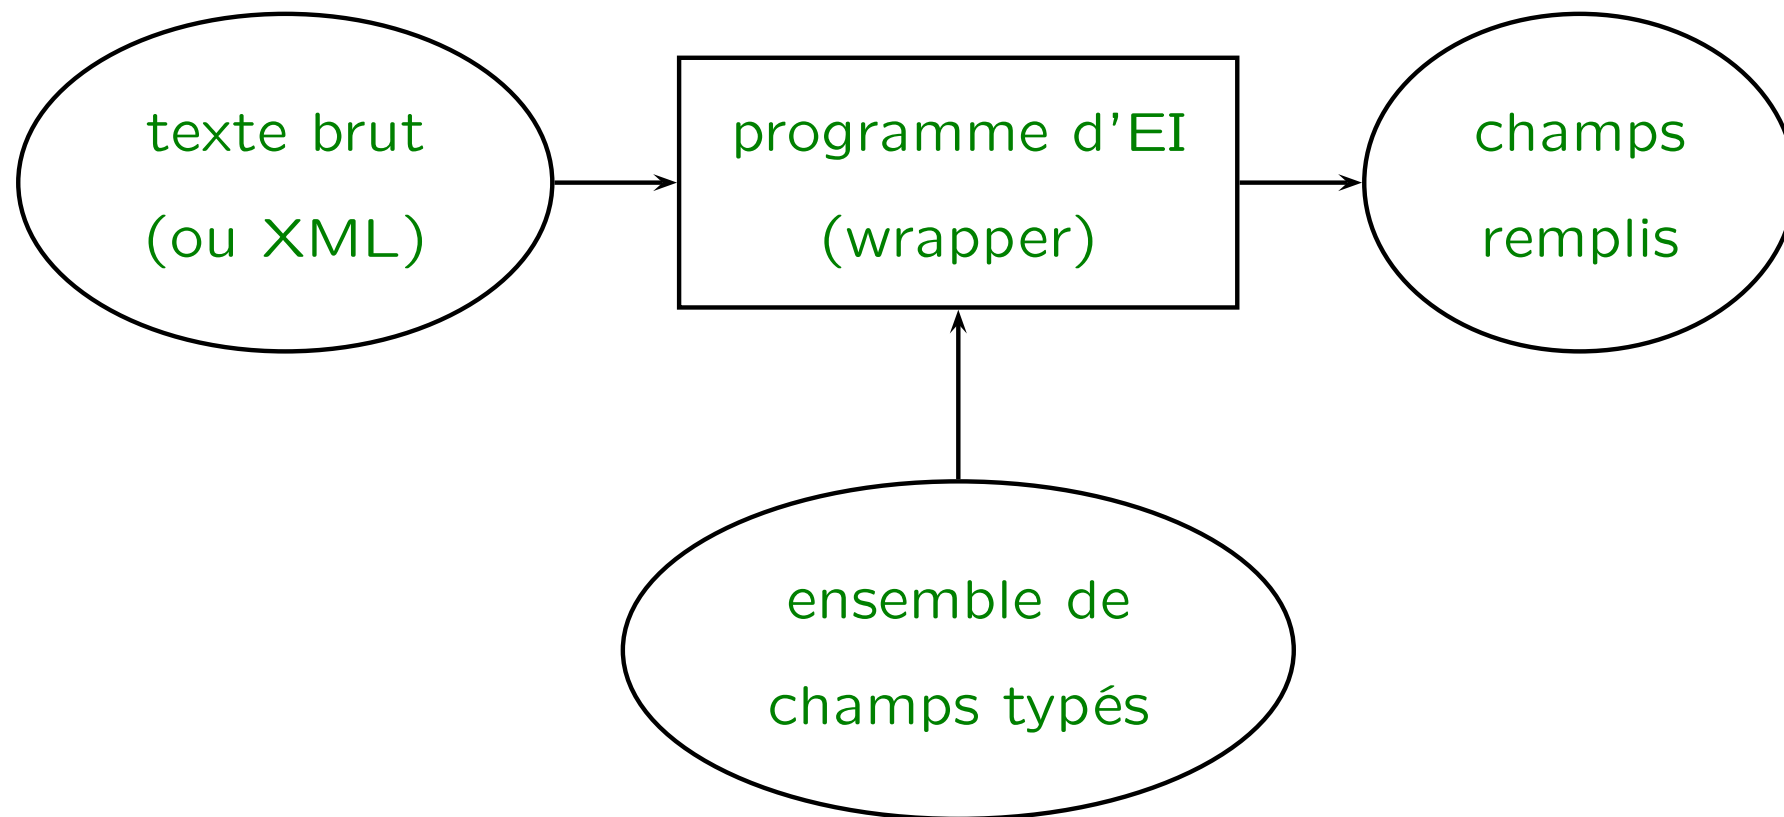 texte brut
(ou XML)
programme d'EI
(wrapper)
champs
remplis
ensemble de
champs typés